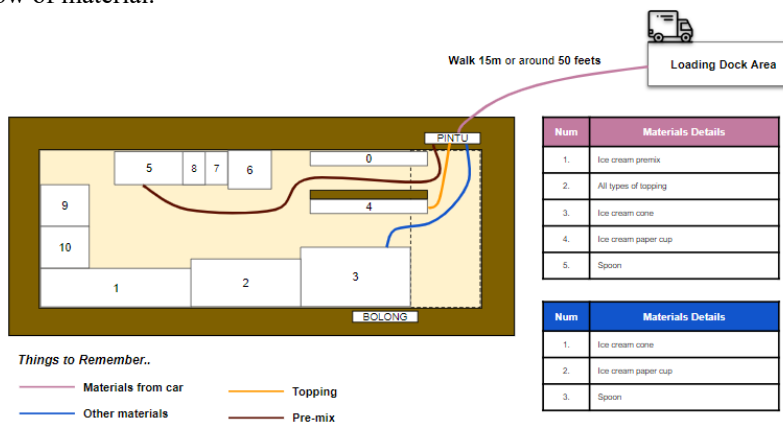 ow of material.
Walk 15m or around 50 feets
Loading Dock Area
PINTU
0
5
8
7
6
4
9
10
1
2
3
BOLONG
Num Materials Details
1. Ice cream premix
2. All types of topping
3. Ice cream cone
4. Ice cream paper cup
5. Spoon
Num Materials Details
1. Ice cream cone
2. Ice cream paper cup
3. Spoon
Things to Remember..
Materials from car
Topping
Other materials
Pre-mix